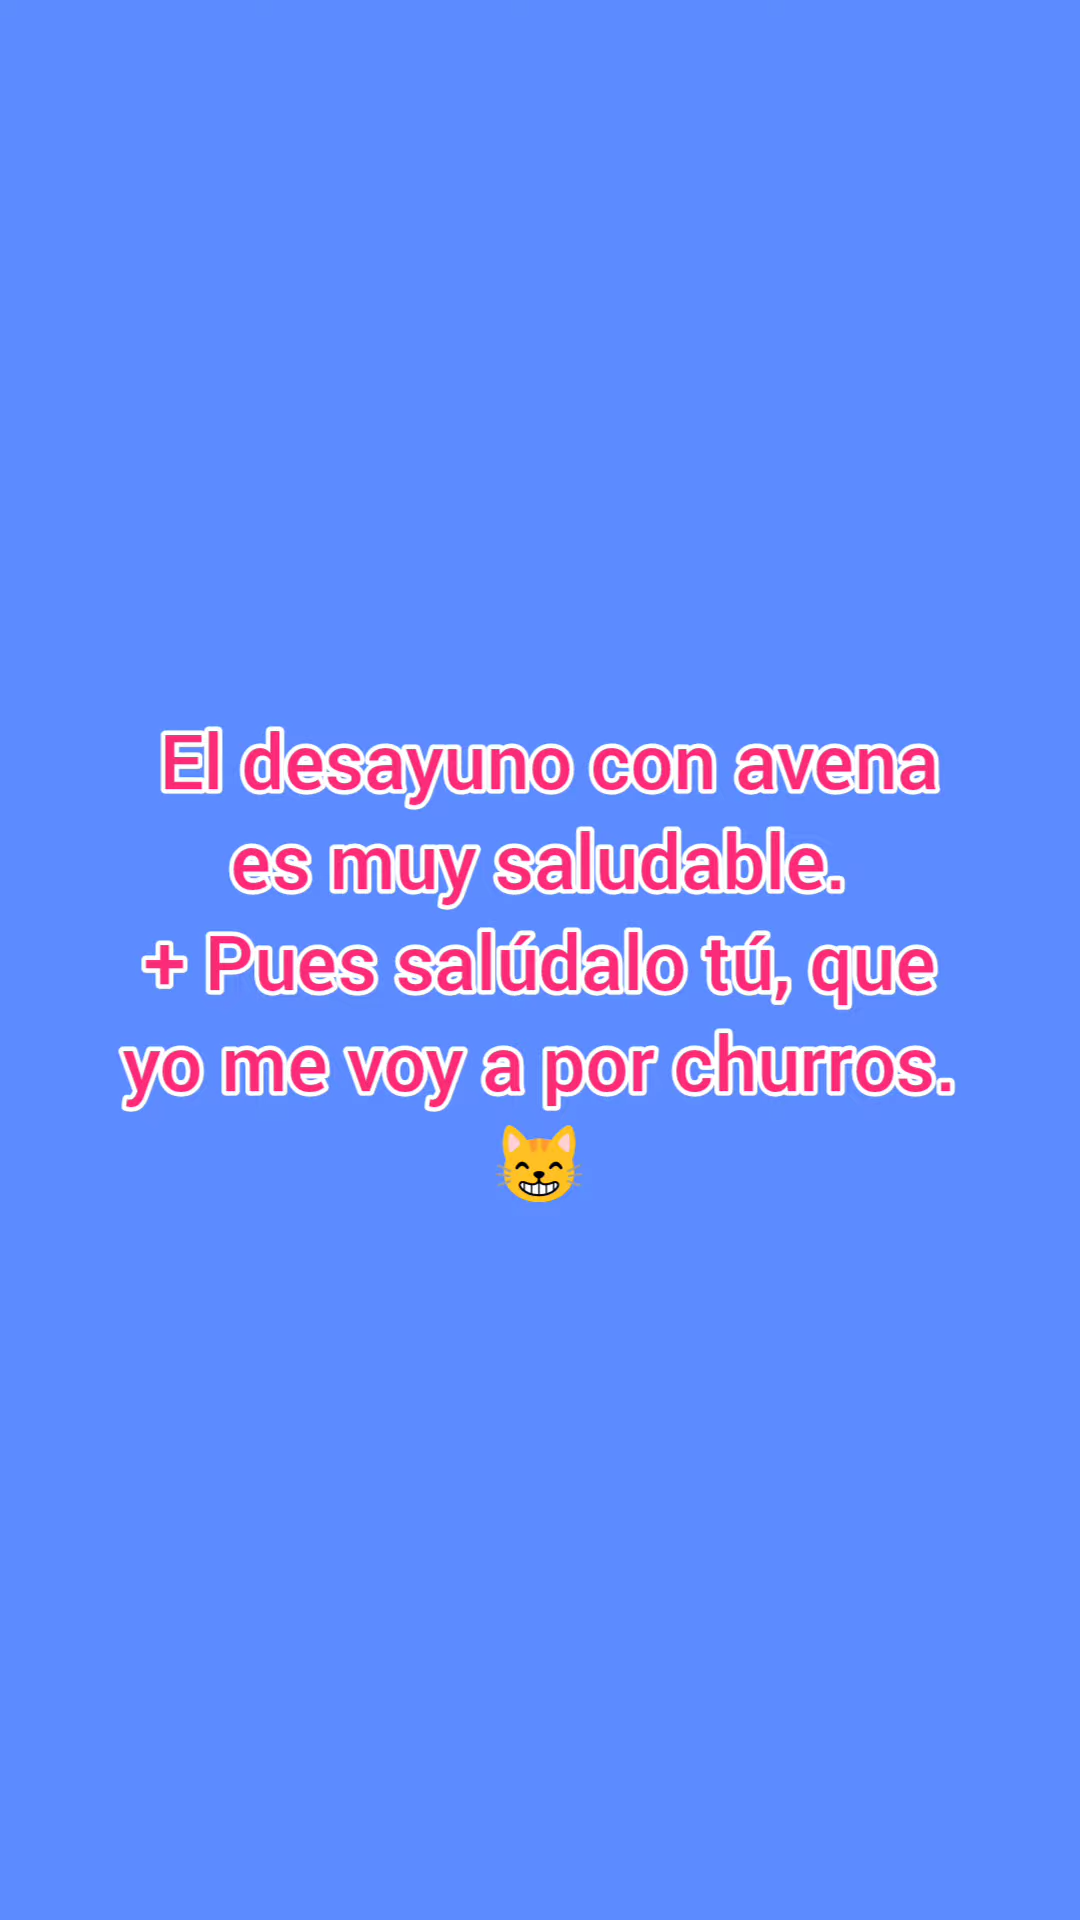 El desayuno con avena
es muy saludable.
+ Pues salúdalo tú, que
yo me voy a por churros.
😸